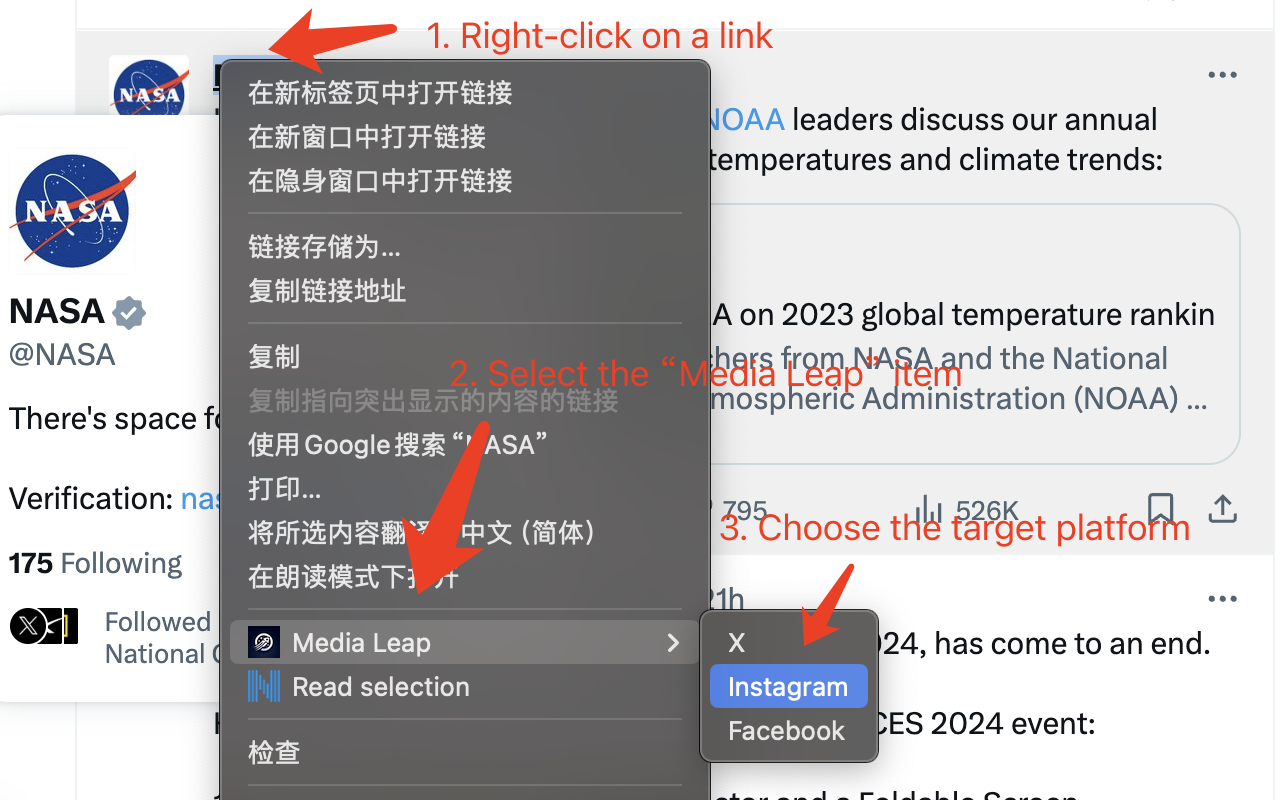 1. Right-click on a link
NASA
在新标签页中打开链接
在新窗口中打开链接
在隐身窗口中打开链接
链接存储为...
复制链接地址
复制
复制指向突出显示的内容的链接
使用Google搜索“NASA”
打印...
将所选内容翻译 中文 (简体)
在朗读模式下打开
Media Leap
Read selection
检查
2. Select the “Media Leap” item
3. Choose the target platform
X
Instagram
Facebook
NASA
NASA
@NASA
There's space
Verification:
175 Following
Followed
National
NOAA leaders discuss our annual
temperatures and climate trends:
on 2023 global temperature rankin
from NASA and the National
Administration (NOAA) ...
795
526K
21h
has come to an end.
CES 2024 event:
and a Foldable Screen